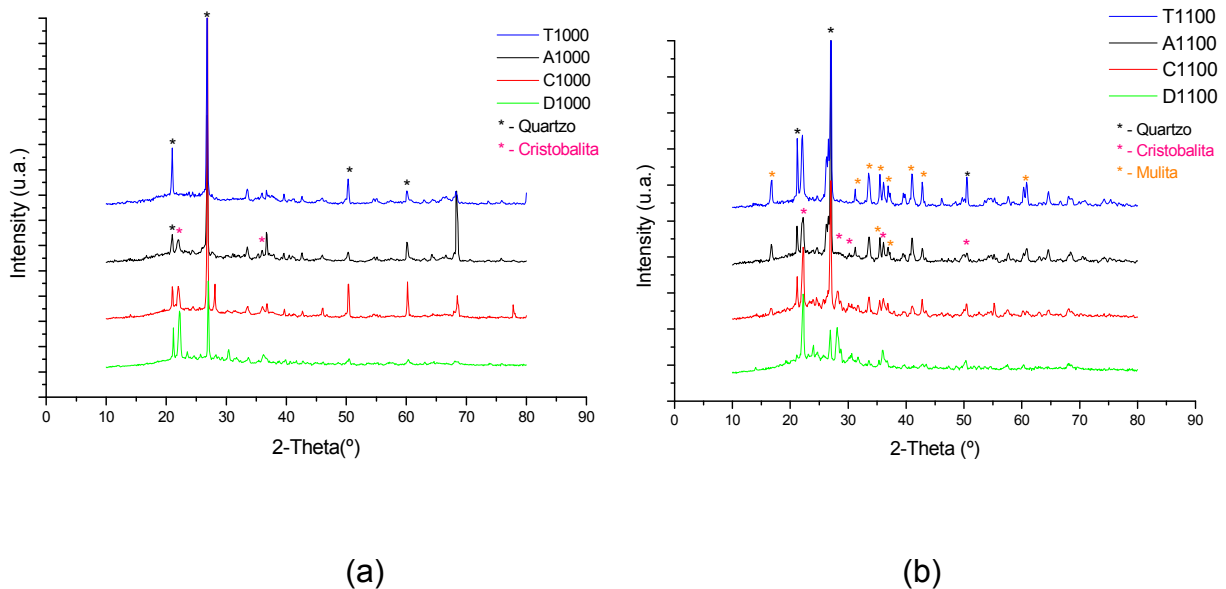 T1000
A1000
C1000
D1000
* - Quartzo
* - Cristobalita
* * * * * * *
Intensity (u.a.)
0 10 20 30 40 50 60 70 80 90
2-Theta(º)
(a)
T1100
A1100
C1100
D1100
* - Quartzo
* - Cristobalita
* - Mulita
* * * * * * * * * * * *
* * * * * * *
Intensity (u.a.)
0 10 20 30 40 50 60 70 80 90
2-Theta (º)
(b)